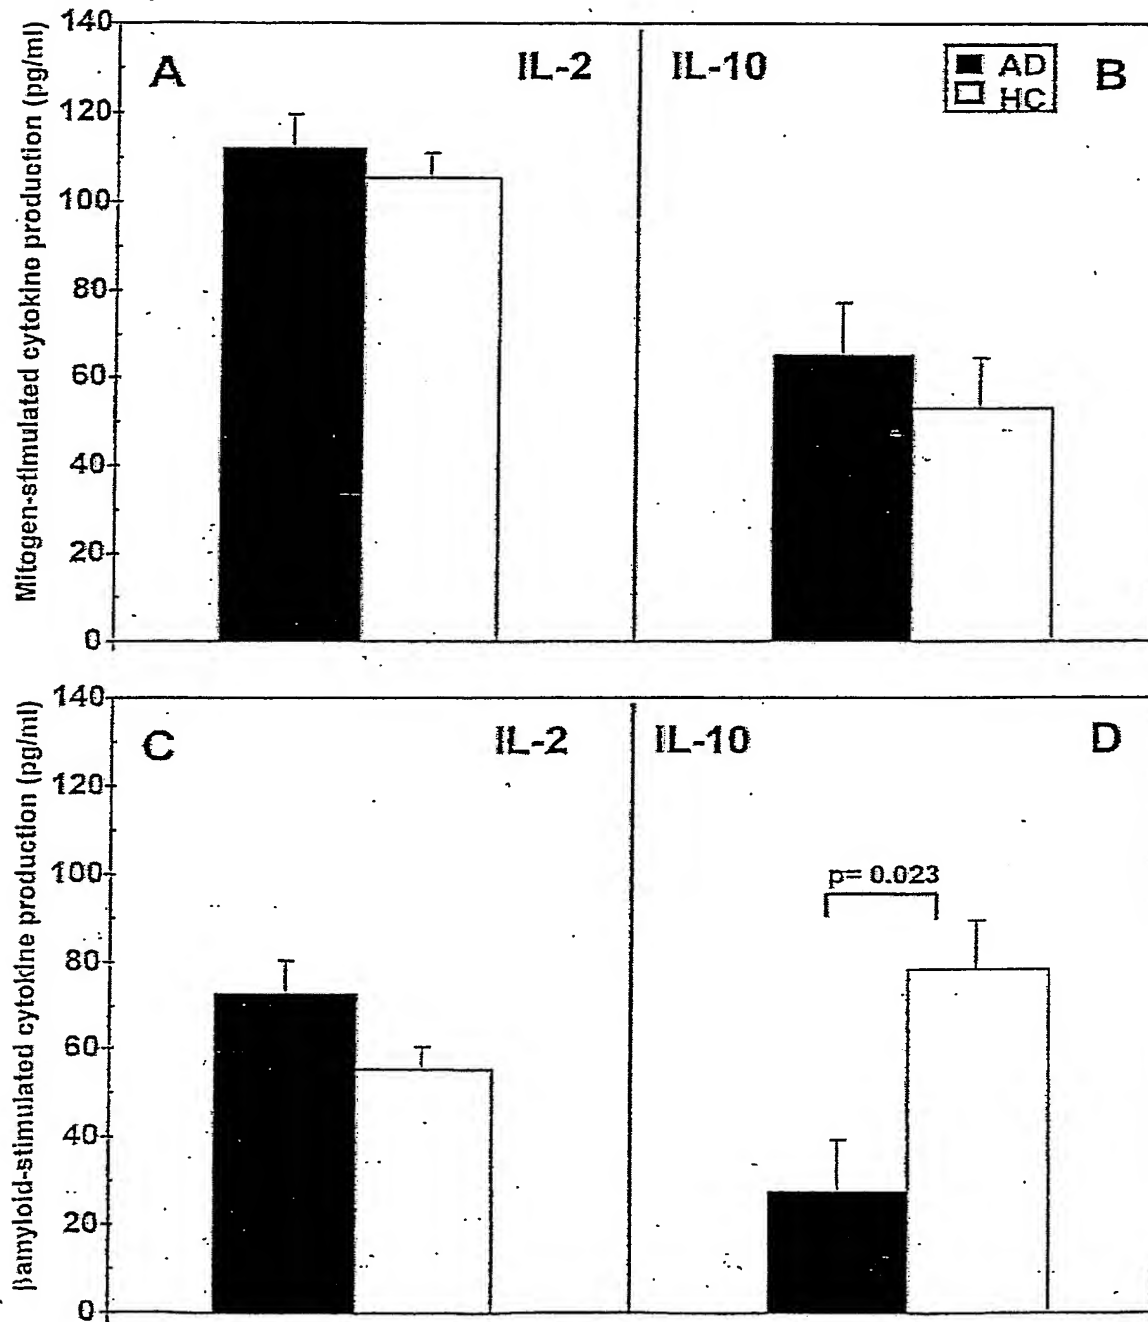 Mitogen-stimulated cytokine production (pg/ml)
140
120
100
80
60
40
20
0
A
IL-2
IL-10
AD
HC
B
βamyloid-stimulated cytokine production (pg/ml)
140
120
100
80
60
40
20
0
C
IL-2
IL-10
D
p= 0.023